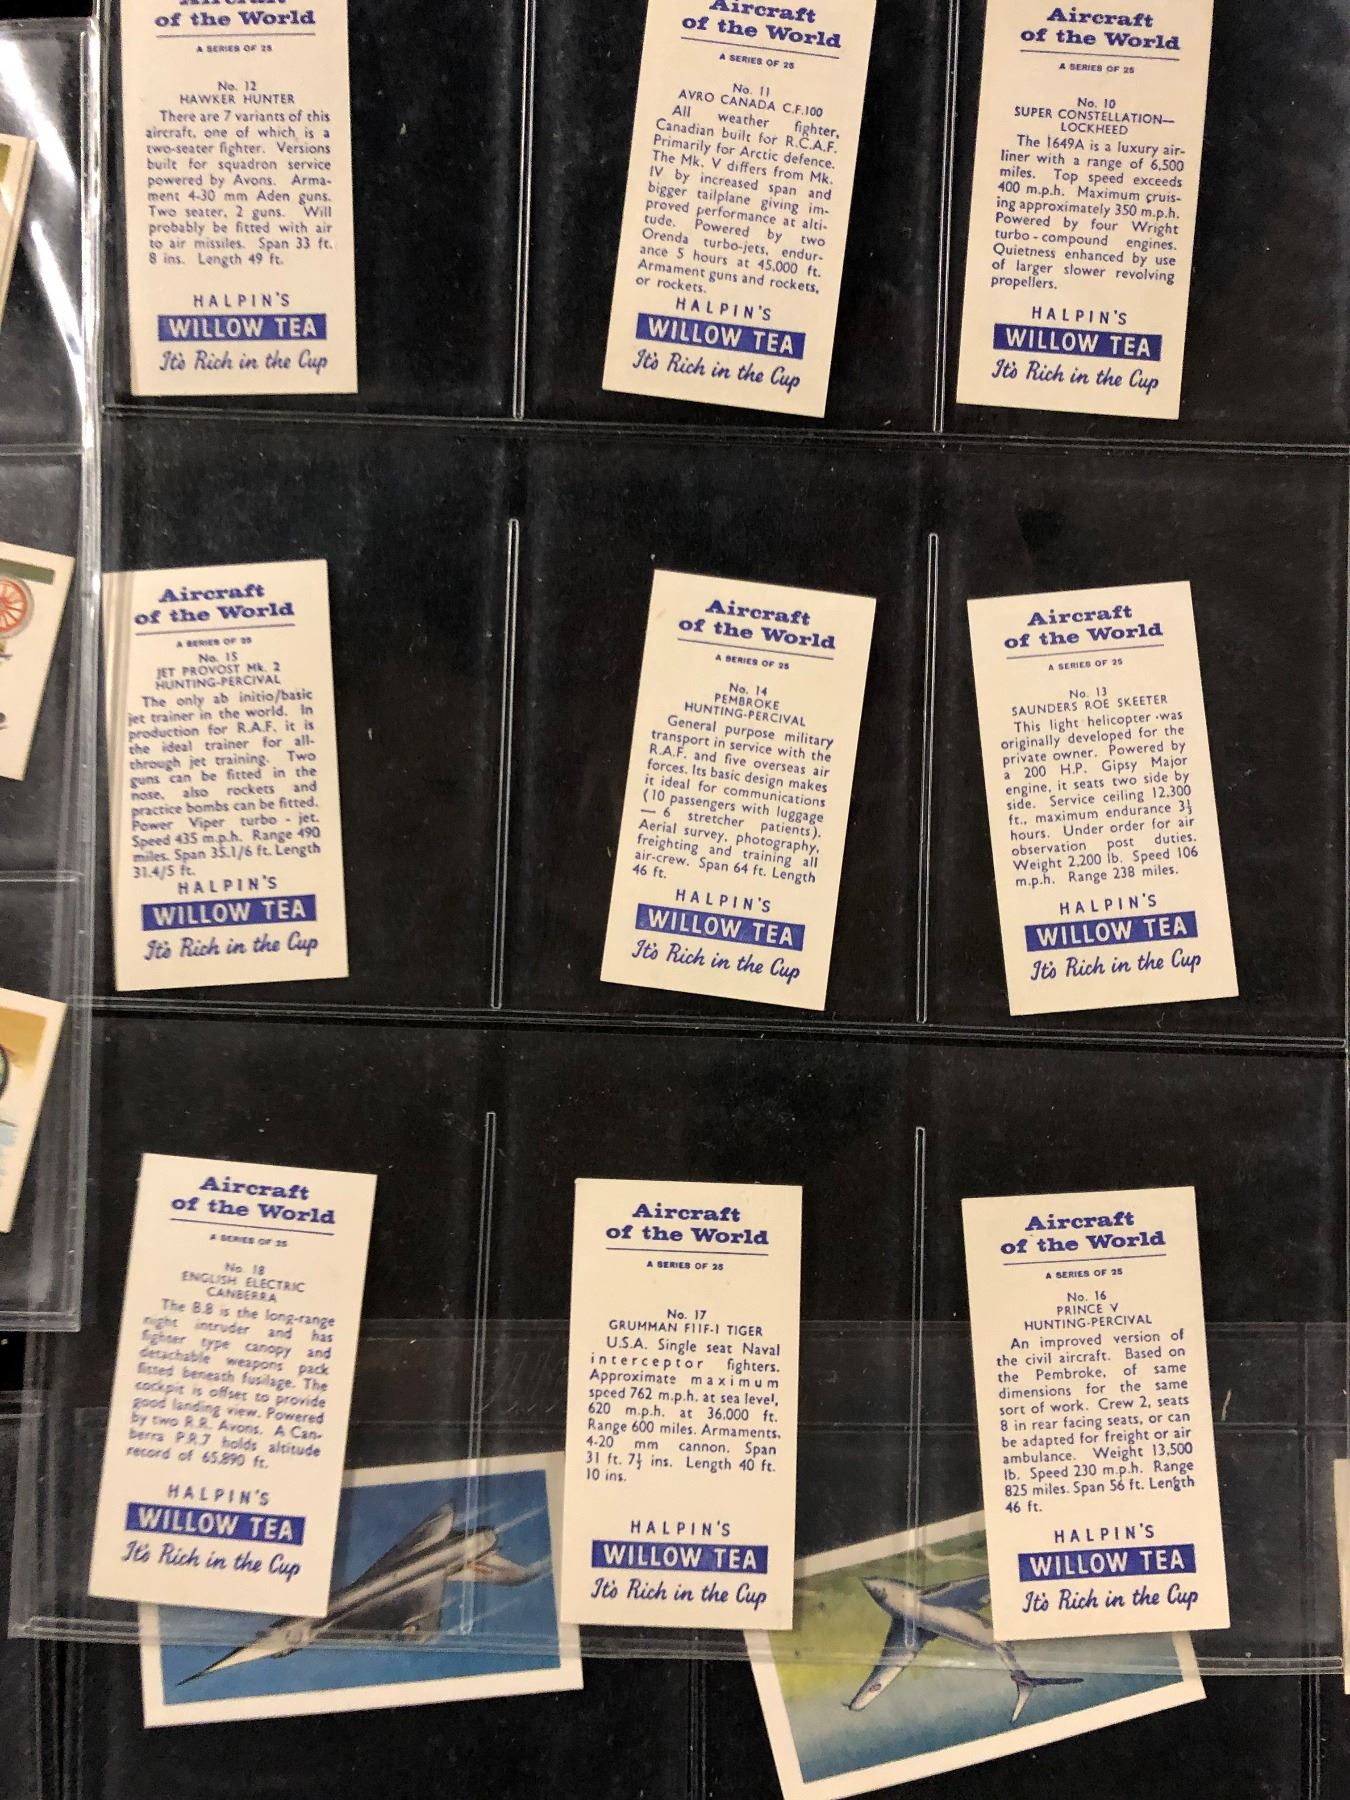 Aircraft
of the World
A SERIES OF 25
No. 12
HAWKER HUNTER
There are 7 variants of this
aircraft, one of which, is a
two-seater fighter. Versions
built for squadron service
powered by Avons. Arma-
ment 4-30 mm Aden guns.
Two seater, 2 guns. Will
probably be fitted with air
to air missiles. Span 33 ft.
8 ins. Length 49 ft.
HALPIN'S
WILLOW TEA
It's Rich in the Cup
Aircraft
of the World
A SERIES OF 25
No. 11
AVRO CANADA C.F.100
All weather fighter,
Canadian built for R.C.A.F.
Primarily for Arctic defence.
The Mk. V differs from Mk.
IV by increased span and
bigger tailplane giving im-
proved performance at alti-
tude. Powered by two
Orenda turbo-jets, endur-
ance 5 hours at 45,000 ft.
Armament guns and rockets,
or rockets.
HALPIN'S
WILLOW TEA
It's Rich in the Cup
Aircraft
of the World
A SERIES OF 25
No. 10
SUPER CONSTELLATION—
LOCKHEED
The 1649A is a luxury air-
liner with a range of 6,500
miles. Top speed exceeds
400 m.p.h. Maximum cruis-
ing approximately 350 m.p.h.
Powered by four Wright
turbo-compound engines.
Quietness enhanced by use
of larger slower revolving
propellers.
HALPIN'S
WILLOW TEA
It's Rich in the Cup
Aircraft
of the World
A SERIES OF 25
No. 15
JET PROVOST Mk. 2
HUNTING-PERCIVAL
The only ab initio/basic
jet trainer in the world. In
production for R.A.F. it is
the ideal trainer for all-
through jet training. Two
guns can be fitted in the
nose, also rockets and
practice bombs can be fitted.
Power Viper turbo-jet.
Speed 435 m.p.h. Range 490
miles. Span 35.1/6 ft. Length
31.4/5 ft.
HALPIN'S
WILLOW TEA
It's Rich in the Cup
Aircraft
of the World
A SERIES OF 25
No. 14
PEMBROKE
HUNTING-PERCIVAL
General purpose military
transport in service with the
R.A.F. and five overseas air
forces. Its basic design makes
it ideal for communications
(10 passengers with luggage
— 6 stretcher patients).
Aerial survey, photography,
freighting and training all
air-crew. Span 64 ft. Length
46 ft.
HALPIN'S
WILLOW TEA
It's Rich in the Cup
Aircraft
of the World
A SERIES OF 25
No. 13
SAUNDERS ROE SKEETER
This light helicopter was
originally developed for the
private owner. Powered by
a 200 H.P. Gipsy Major
engine, it seats two side by
side. Service ceiling 12,300
ft., maximum endurance 3½
hours. Under order for air
observation post duties.
Weight 2,200 lb. Speed 106
m.p.h. Range 238 miles.
HALPIN'S
WILLOW TEA
It's Rich in the Cup
Aircraft
of the World
A SERIES OF 25
No. 18
ENGLISH ELECTRIC
CANBERRA
The B.8 is the long-range
night intruder and has
fighter type canopy and
detachable weapons pack
fitted beneath fusilage. The
cockpit is offset to provide
good landing view. Powered
by two R.R. Avons. A Can-
berra P.R.7 holds altitude
record of 65,890 ft.
HALPIN'S
WILLOW TEA
It's Rich in the Cup
Aircraft
of the World
A SERIES OF 25
No. 17
GRUMMAN F11F-1 TIGER
U.S.A. Single seat Naval
interceptor fighters.
Approximate maximum
speed 762 m.p.h. at sea level,
620 m.p.h. at 36,000 ft.
Range 600 miles. Armaments,
4-20 mm cannon. Span
31 ft. 7½ ins. Length 40 ft.
10 ins.
HALPIN'S
WILLOW TEA
It's Rich in the Cup
Aircraft
of the World
A SERIES OF 25
No. 16
PRINCE V
HUNTING-PERCIVAL
An improved version of
the civil aircraft. Based on
the Pembroke, of same
dimensions for the same
sort of work. Crew 2, seats
8 in rear facing seats, or can
be adapted for freight or air
ambulance. Weight 13,500
lb. Speed 230 m.p.h. Range
825 miles. Span 56 ft. Length
46 ft.
HALPIN'S
WILLOW TEA
It's Rich in the Cup